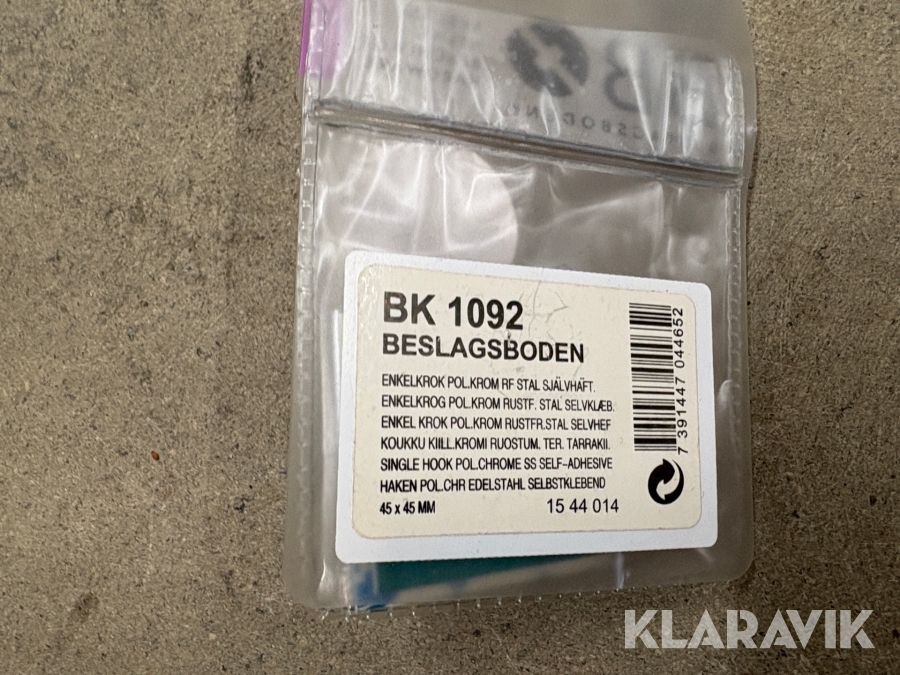 BK 1092
BESLAGSBODEN
ENKELKROK POL.KROM RF STAL SJÄLVHÄFT.
ENKELKROG POL.KROM RUSTF. STAL SELVKLÆB.
ENKEL KROK POL.KROM RUSTFR.STAL SELVHEF
KOUKKU KIILL.KROMI RUOSTUM. TER. TARRAKII.
SINGLE HOOK POL.CHROME SS SELF-ADHESIVE
HAKEN POL.CHR EDELSTAHL SELBSTKLEBEND
45 x 45 MM 15 44 014
7 391447 044652
KLARAVIK